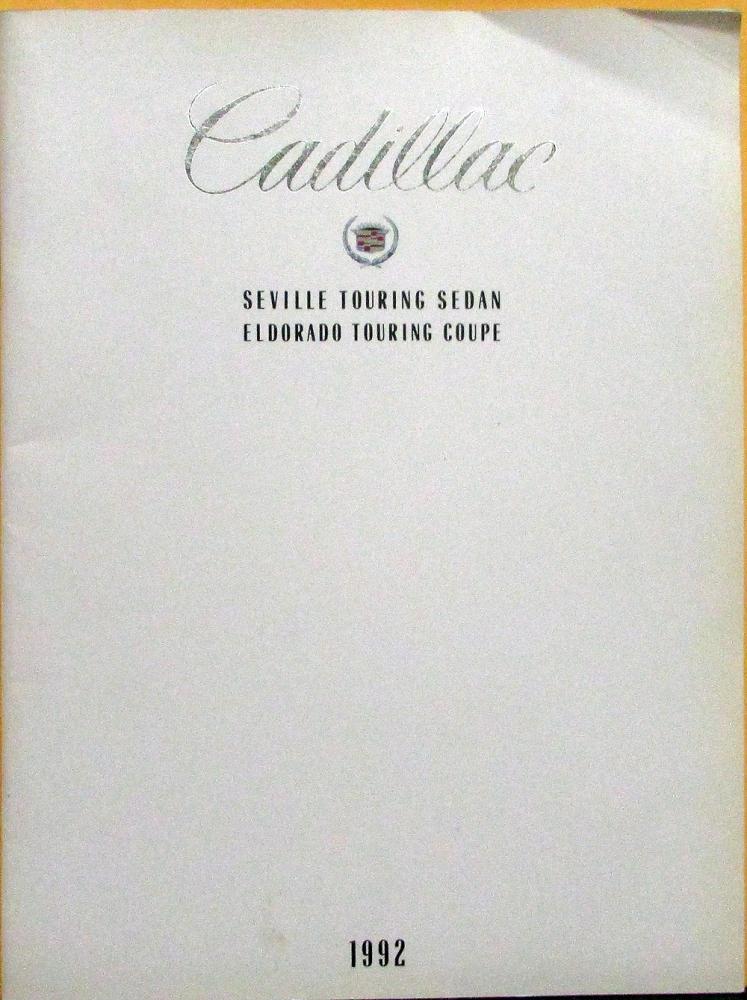 Cadillac
SEVILLE TOURING SEDAN
ELDORADO TOURING COUPE
1992